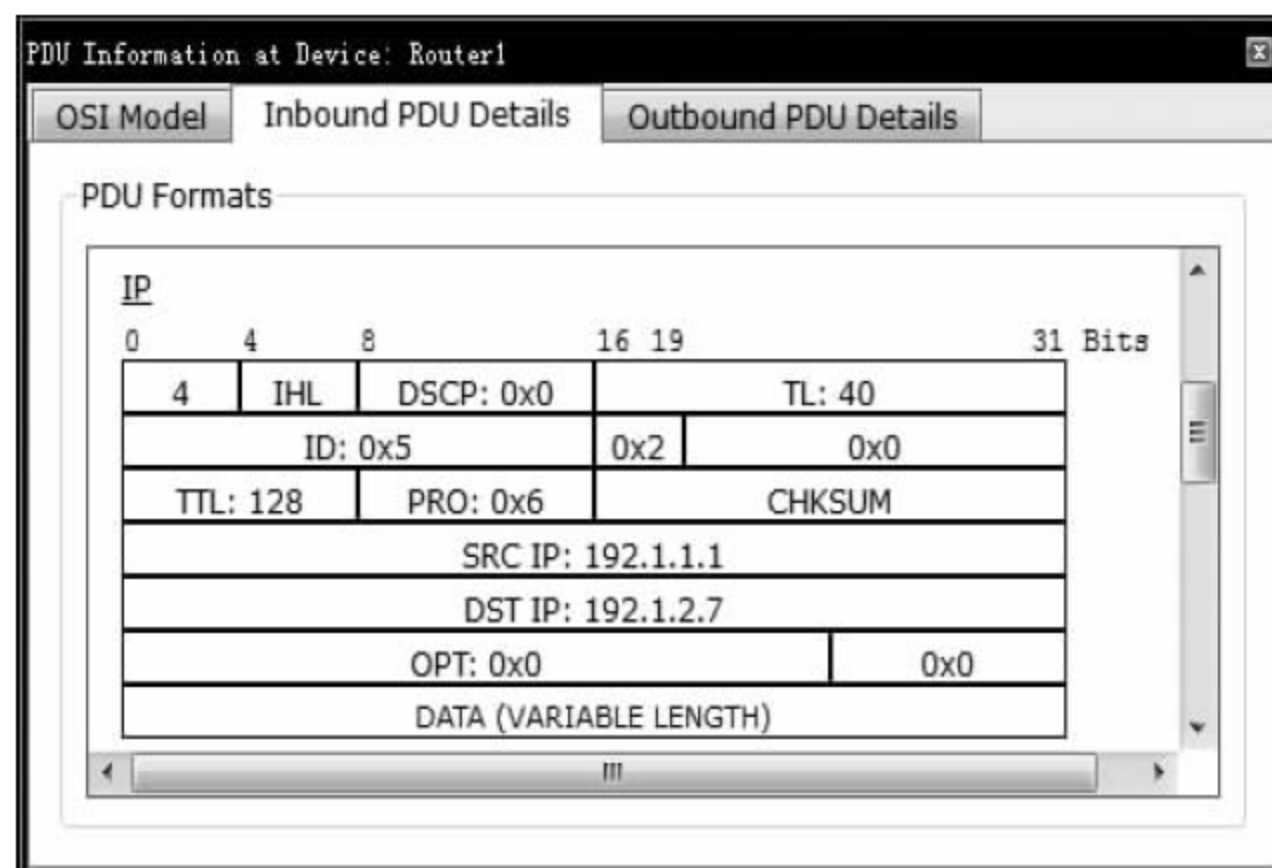 PDU Information at Device: Router1
OSI Model Inbound PDU Details Outbound PDU Details
PDU Formats
IP
0 4 8 16 19 31 Bits
4 IHL DSCP: 0x0 TL: 40
ID: 0x5 0x2 0x0
TTL: 128 PRO: 0x6 CHKSUM
SRC IP: 192.1.1.1
DST IP: 192.1.2.7
OPT: 0x0 0x0
DATA (VARIABLE LENGTH)